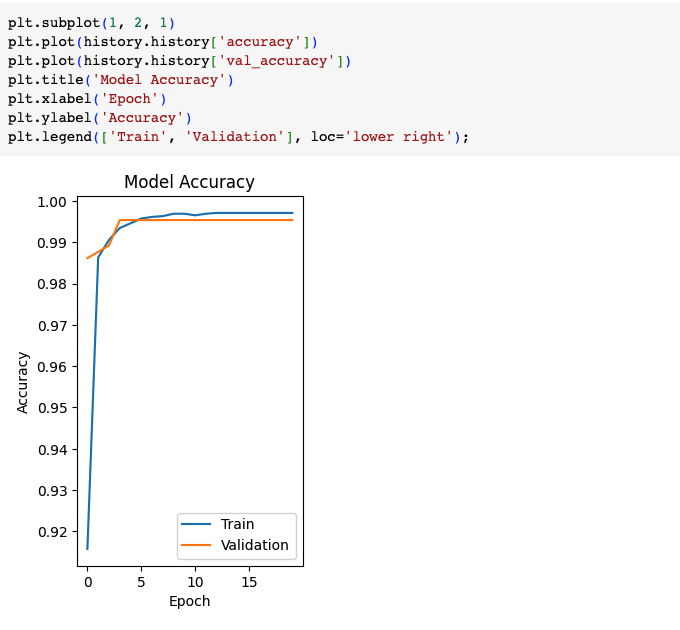 plt.subplot(1, 2, 1)
plt.plot(history.history['accuracy'])
plt.plot(history.history['val_accuracy'])
plt.title('Model Accuracy')
plt.xlabel('Epoch')
plt.ylabel('Accuracy')
plt.legend(['Train', 'Validation'], loc='lower right');
Model Accuracy
1.00
0.99
0.98
0.97
0.96
0.95
0.94
0.93
0.92
Accuracy
Train
Validation
0 5 10 15
Epoch